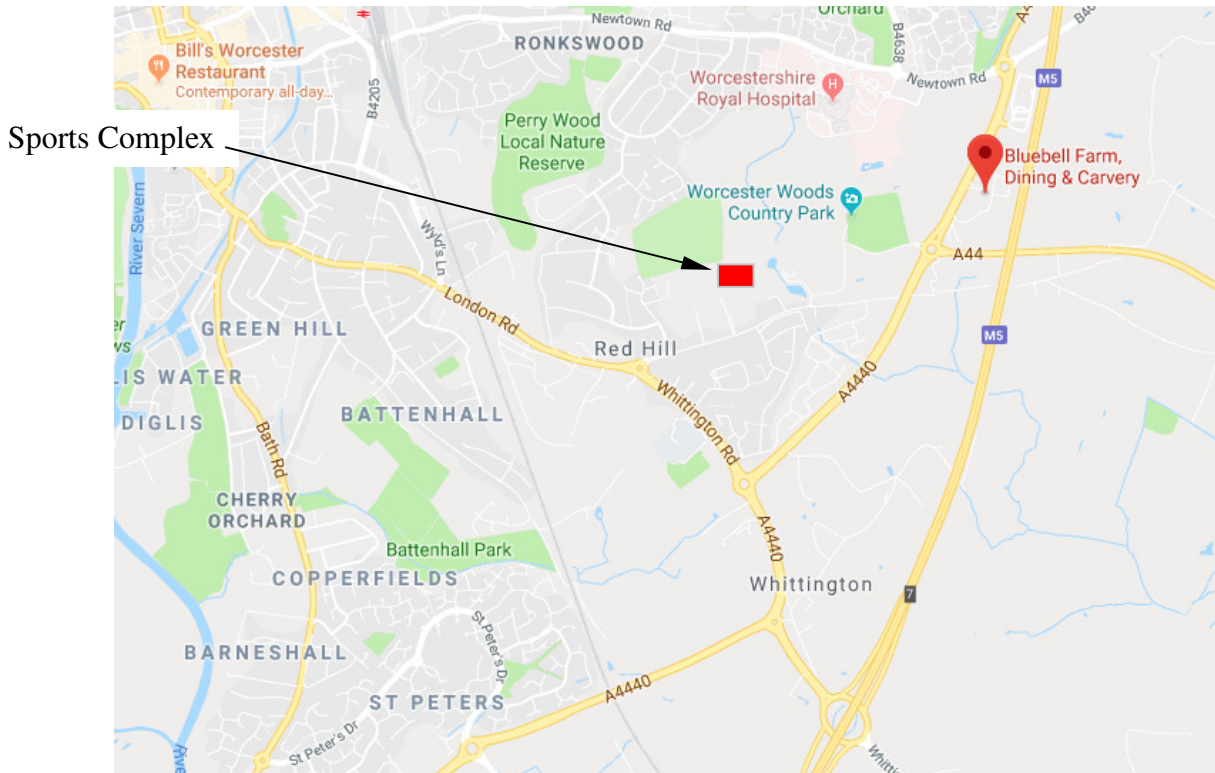 Newtown Rd
Orchard
RONKSWOOD
B4638
Bill's Worcester
Restaurant
Contemporary all-day...
B4205
Worcestershire
Royal Hospital
H
Newtown Rd
M5
Sports Complex
Perry Wood
Local Nature
Reserve
Bluebell Farm,
Dining & Carvery
Worcester Woods
Country Park
River Severn
Wyld's Ln
A44
London Rd
GREEN HILL
Red Hill
M5
LIS WATER
A4440
DIGLIS
BATTENHALL
Whittington Rd
Bath Rd
CHERRY
ORCHARD
A4440
Battenhall Park
COPPERFIELDS
Whittington
7
St Peter's Dr
BARNESHALL
A4440
ST PETERS
St Peter's Dr